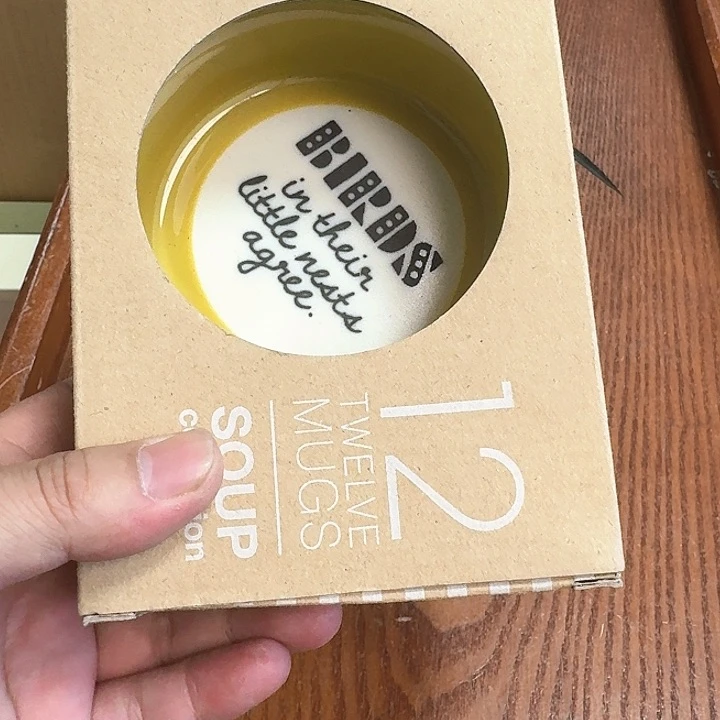 BIRDS
in their
little nests
agree.
12
TWELVE
MUGS
SOUP